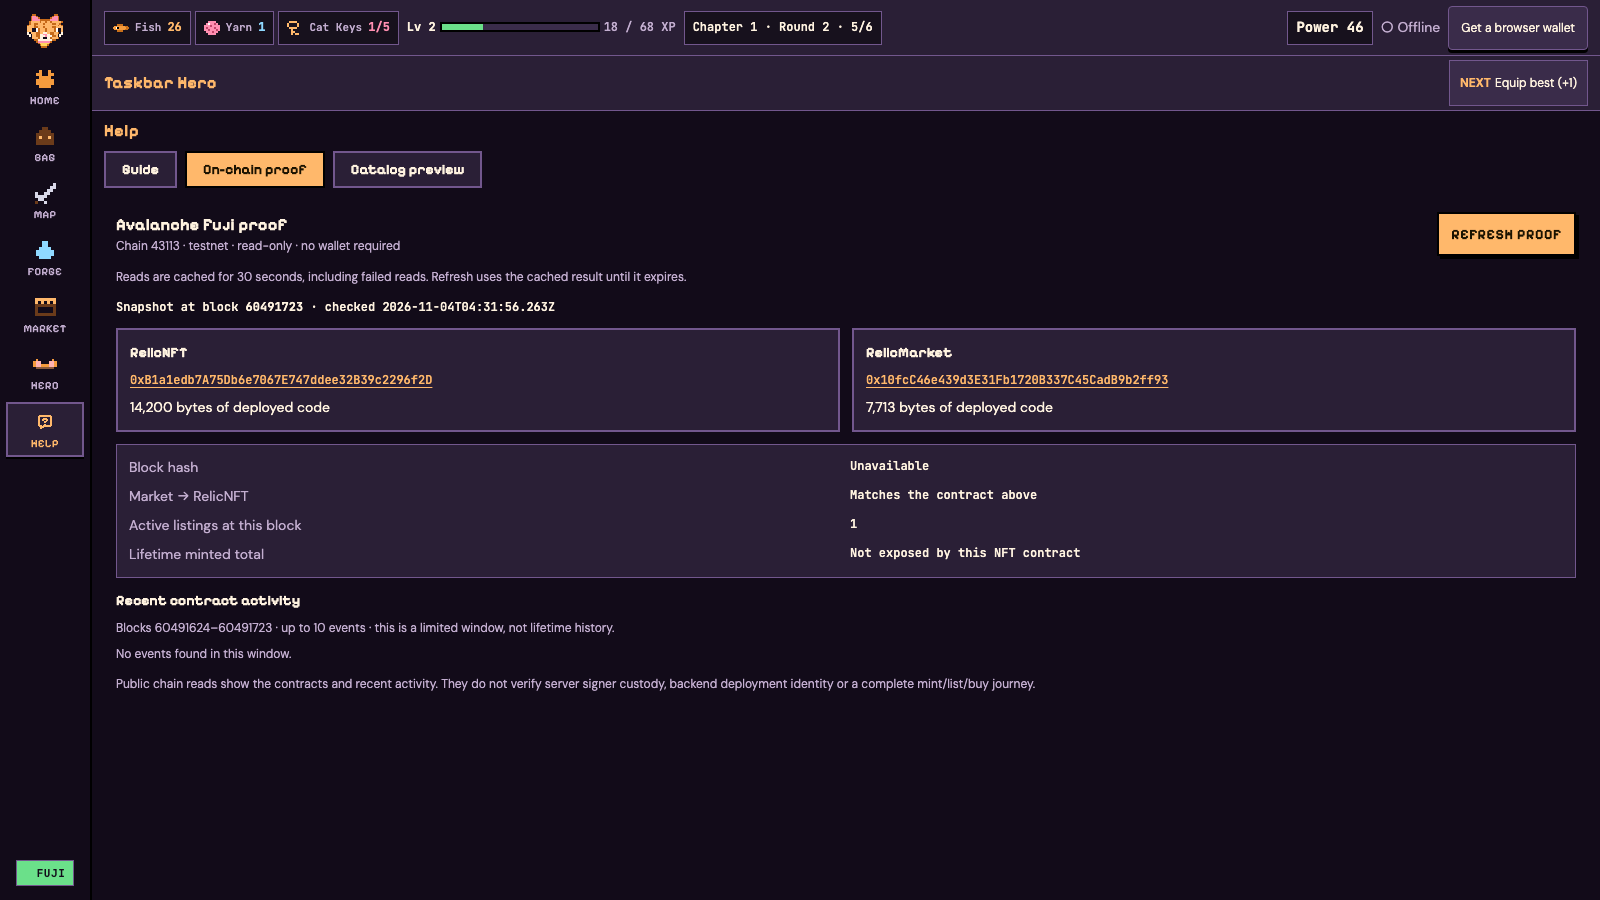 Fish 26
Yarn 1
Cat Keys 1/5
Lv 2
18 / 68 XP
Chapter 1 · Round 2 · 5/6
Power 46
Offline
Get a browser wallet
HOME
BAG
MAP
FORGE
MARKET
HERO
HELP
FUJI
Taskbar Hero
NEXT Equip best (+1)
Help
Guide
On-chain proof
Catalog preview
Avalanche Fuji proof
Chain 43113 · testnet · read-only · no wallet required
REFRESH PROOF
Reads are cached for 30 seconds, including failed reads. Refresh uses the cached result until it expires.
Snapshot at block 60491723 · checked 2026-11-04T04:31:56.263Z
RelicNFT
0xB1a1edb7A75Db6e7067E747ddee32B39c2296f2D
14,200 bytes of deployed code
RelicMarket
0x10fcC46e439d3E31Fb1720B337C45CadB9b2ff93
7,713 bytes of deployed code
Block hash
Unavailable
Market → RelicNFT
Matches the contract above
Active listings at this block
1
Lifetime minted total
Not exposed by this NFT contract
Recent contract activity
Blocks 60491624–60491723 · up to 10 events · this is a limited window, not lifetime history.
No events found in this window.
Public chain reads show the contracts and recent activity. They do not verify server signer custody, backend deployment identity or a complete mint/list/buy journey.